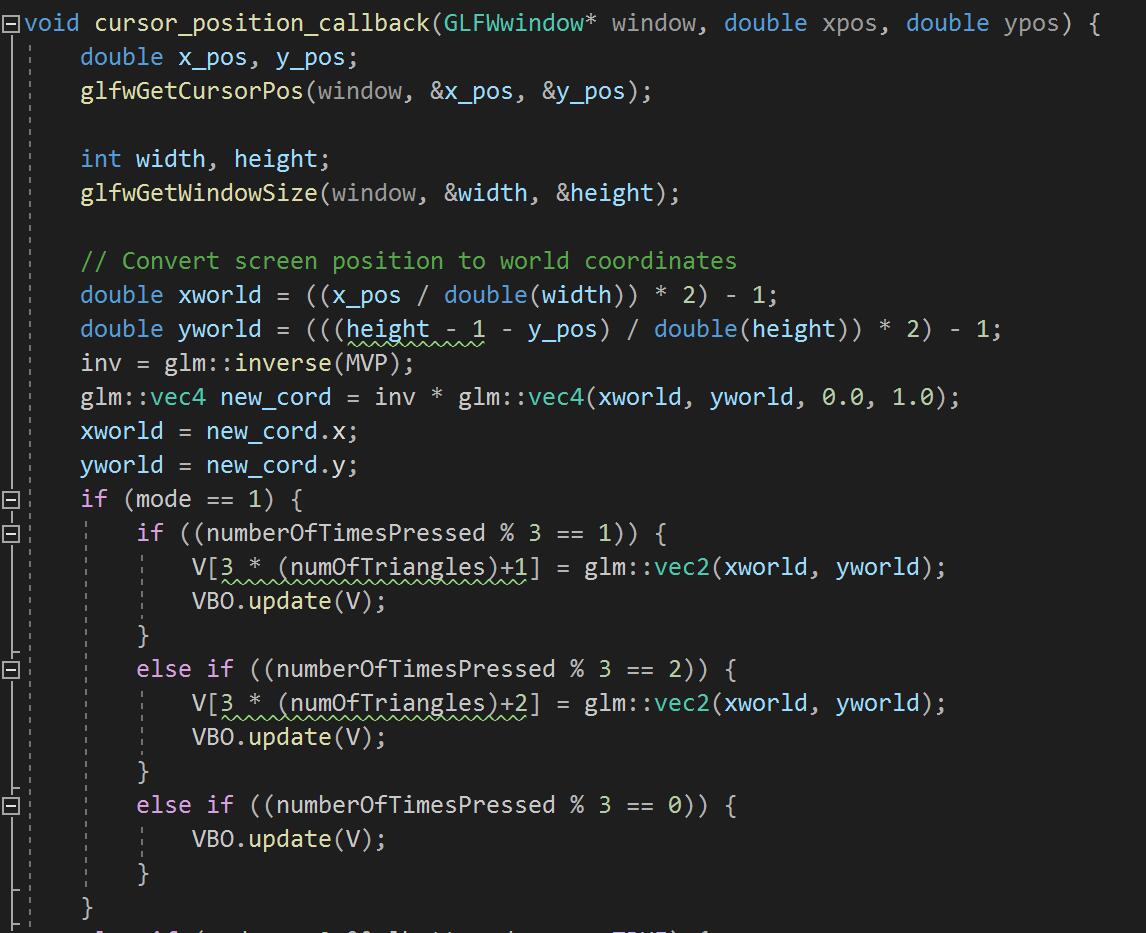 void cursor_position_callback(GLFWwindow* window, double xpos, double ypos) {
    double x_pos, y_pos;
    glfwGetCursorPos(window, &x_pos, &y_pos);

    int width, height;
    glfwGetWindowSize(window, &width, &height);

    // Convert screen position to world coordinates
    double xworld = ((x_pos / double(width)) * 2) - 1;
    double yworld = (((height - 1 - y_pos) / double(height)) * 2) - 1;
    inv = glm::inverse(MVP);
    glm::vec4 new_cord = inv * glm::vec4(xworld, yworld, 0.0, 1.0);
    xworld = new_cord.x;
    yworld = new_cord.y;
    if (mode == 1) {
        if ((numberOfTimesPressed % 3 == 1)) {
            V[3 * (numOfTriangles)+1] = glm::vec2(xworld, yworld);
            VBO.update(V);
        }
        else if ((numberOfTimesPressed % 3 == 2)) {
            V[3 * (numOfTriangles)+2] = glm::vec2(xworld, yworld);
            VBO.update(V);
        }
        else if ((numberOfTimesPressed % 3 == 0)) {
            VBO.update(V);
        }
    }